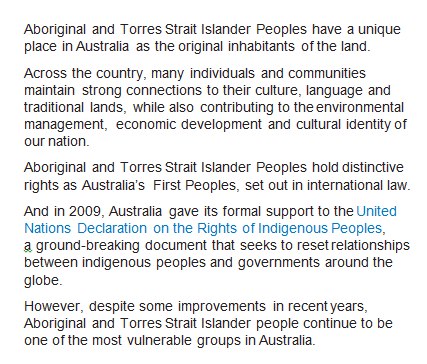 Aboriginal and Torres Strait Islander Peoples have a unique
place in Australia as the original inhabitants of the land.
Across the country, many individuals and communities
maintain strong connections to their culture, language and
traditional lands, while also contributing to the environmental
management, economic development and cultural identity of
our nation.
Aboriginal and Torres Strait Islander Peoples hold distinctive
rights as Australia's First Peoples, set out in international law.
And in 2009, Australia gave its formal support to the United
Nations Declaration on the Rights of Indigenous Peoples,
a ground-breaking document that seeks to reset relationships
between indigenous peoples and governments around the
globe.
However, despite some improvements in recent years,
Aboriginal and Torres Strait Islander people continue to be
one of the most vulnerable groups in Australia.